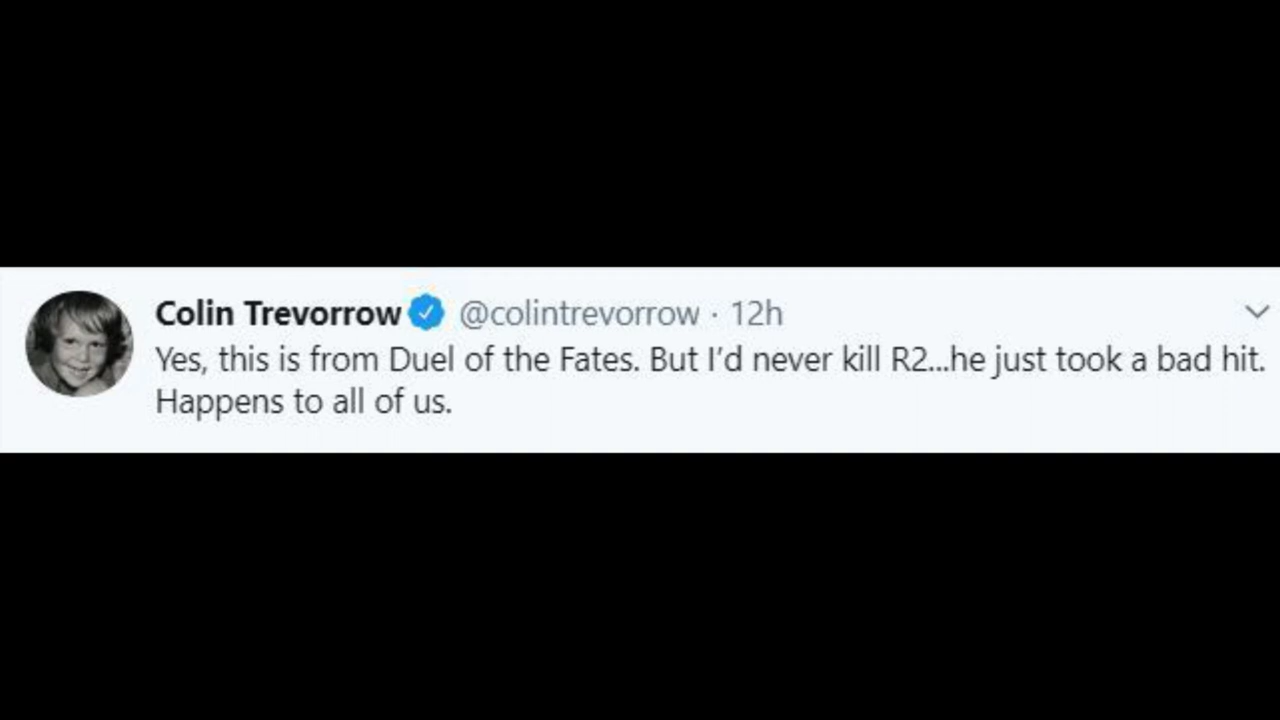 Colin Trevorrow @colintrevorrow · 12h
Yes, this is from Duel of the Fates. But I’d never kill R2...he just took a bad hit.
Happens to all of us.